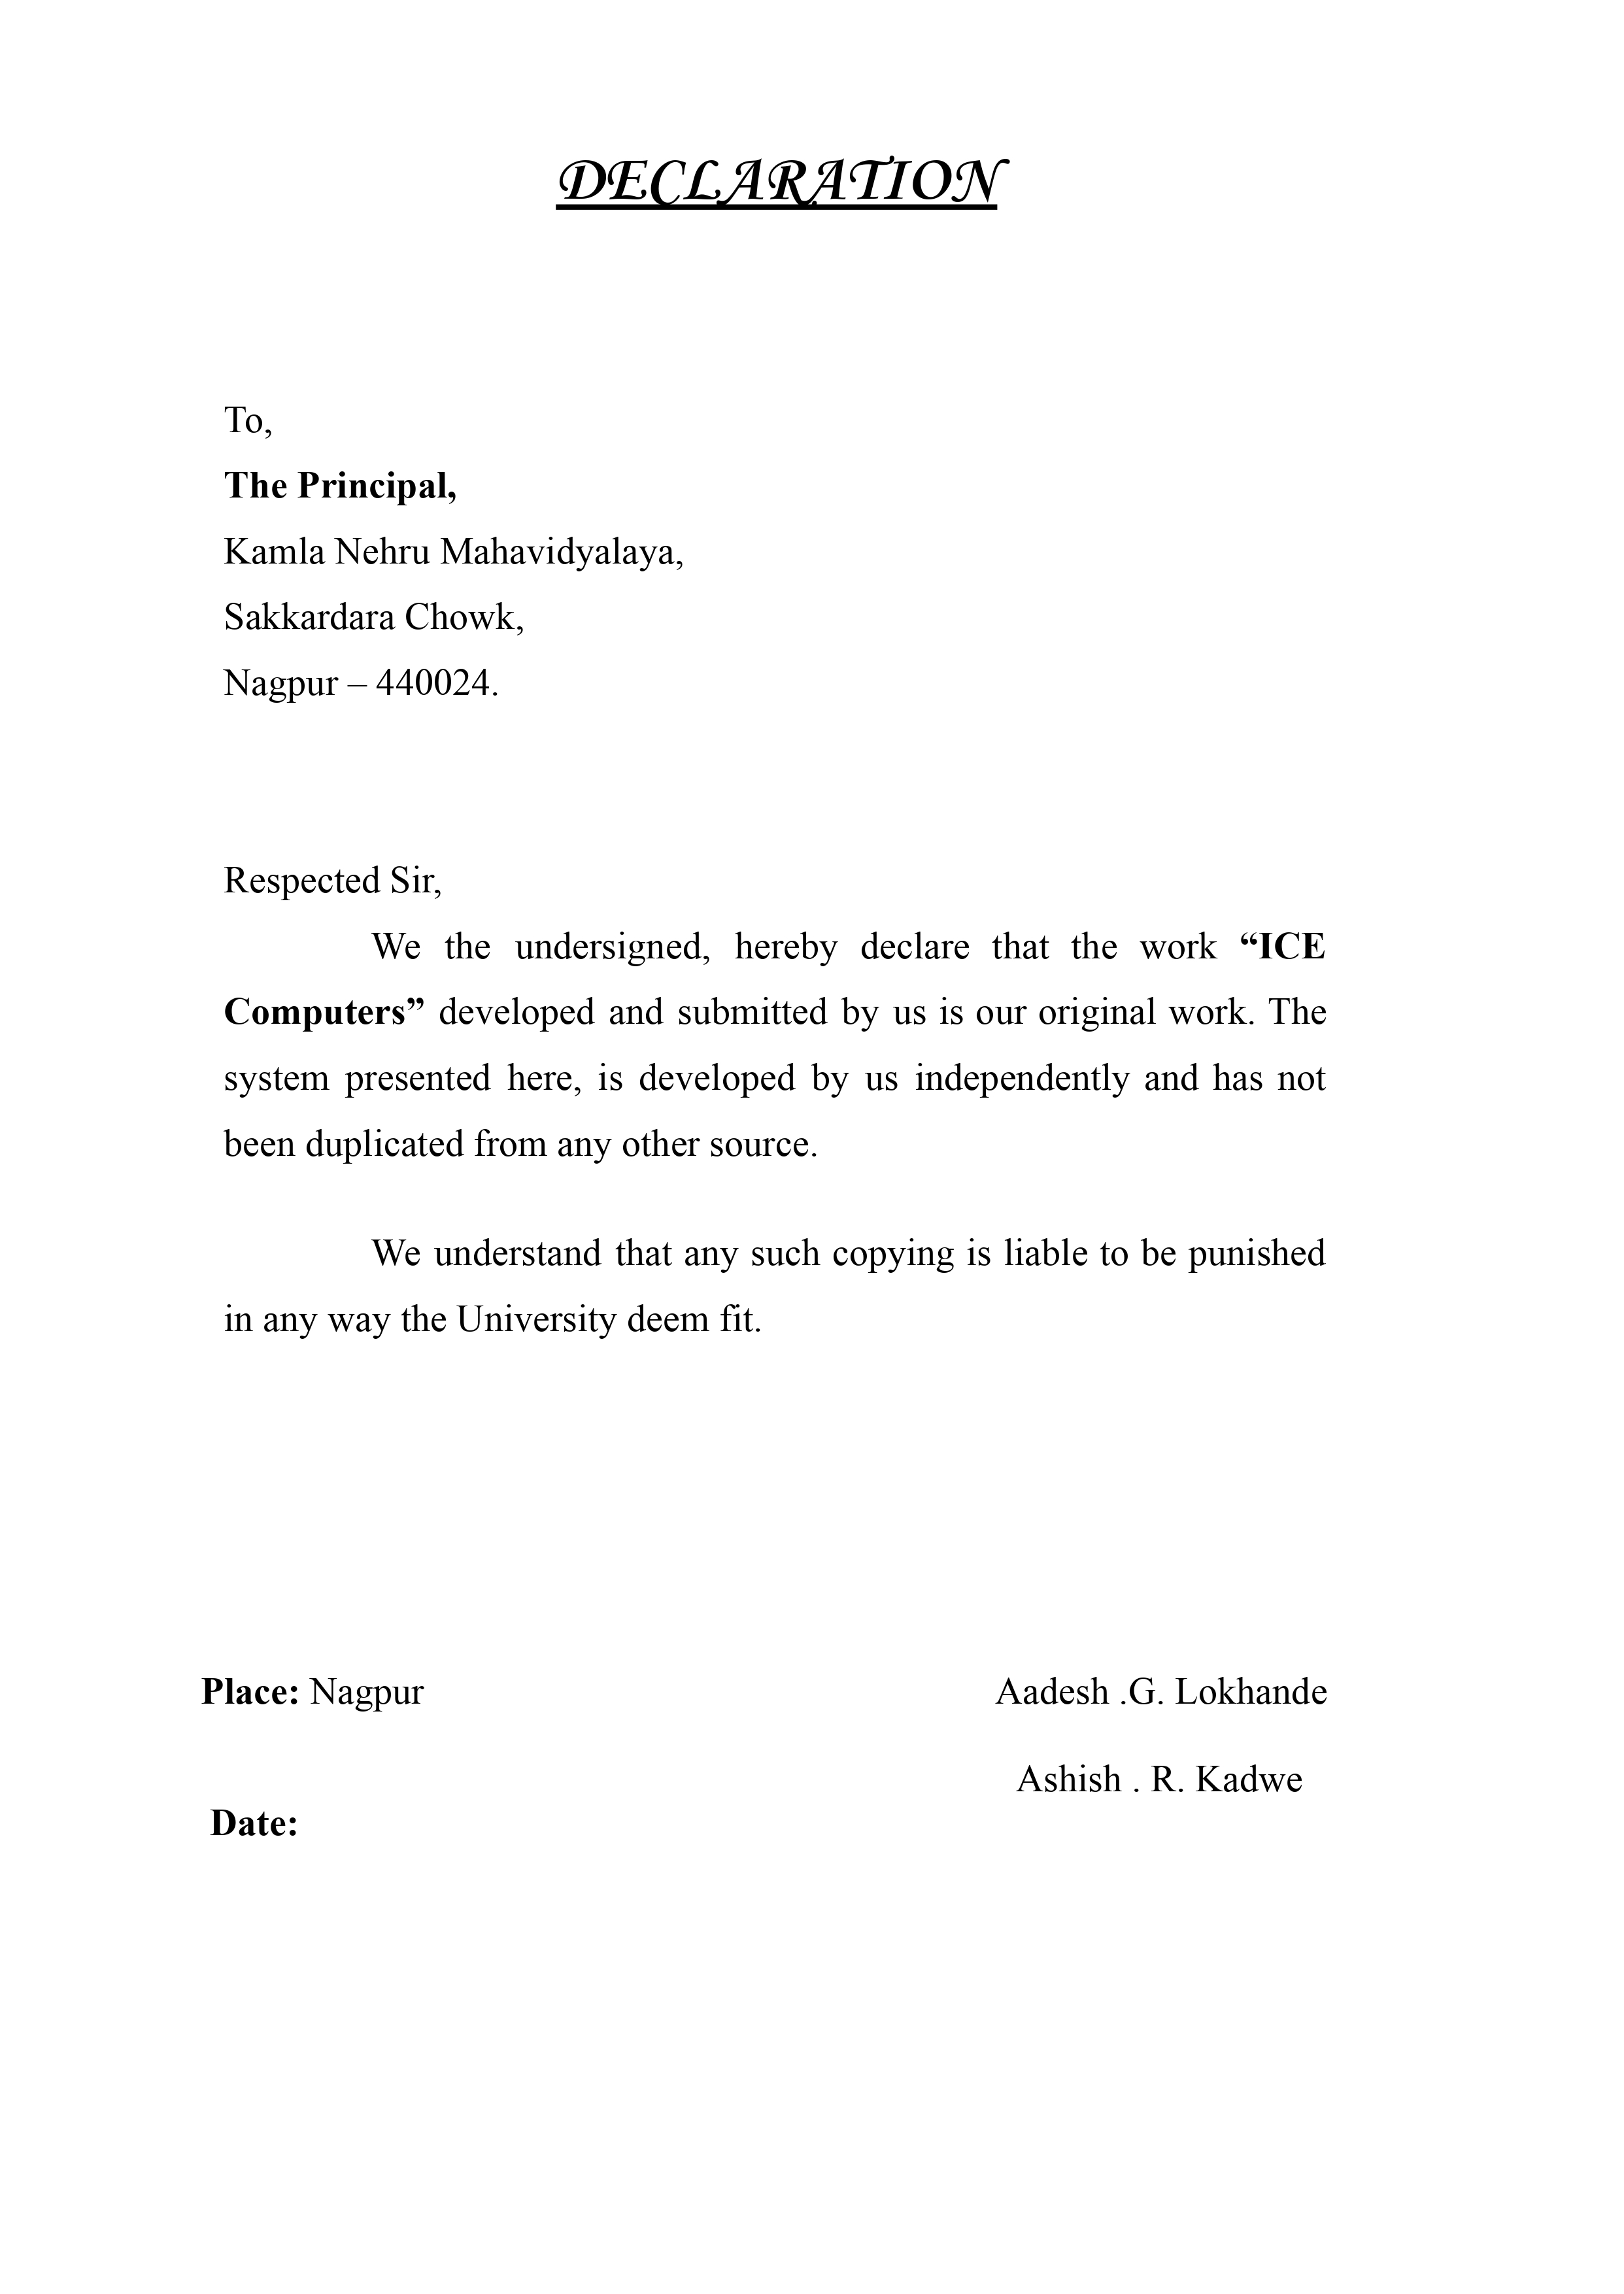 DECLARATION
To,
The Principal,
Kamla Nehru Mahavidyalaya,
Sakkardara Chowk,
Nagpur – 440024.
Respected Sir,
We the undersigned, hereby declare that the work “ICE
Computers” developed and submitted by us is our original work. The
system presented here, is developed by us independently and has not
been duplicated from any other source.
We understand that any such copying is liable to be punished
in any way the University deem fit.
Place: Nagpur
Aadesh .G. Lokhande
Ashish . R. Kadwe
Date: